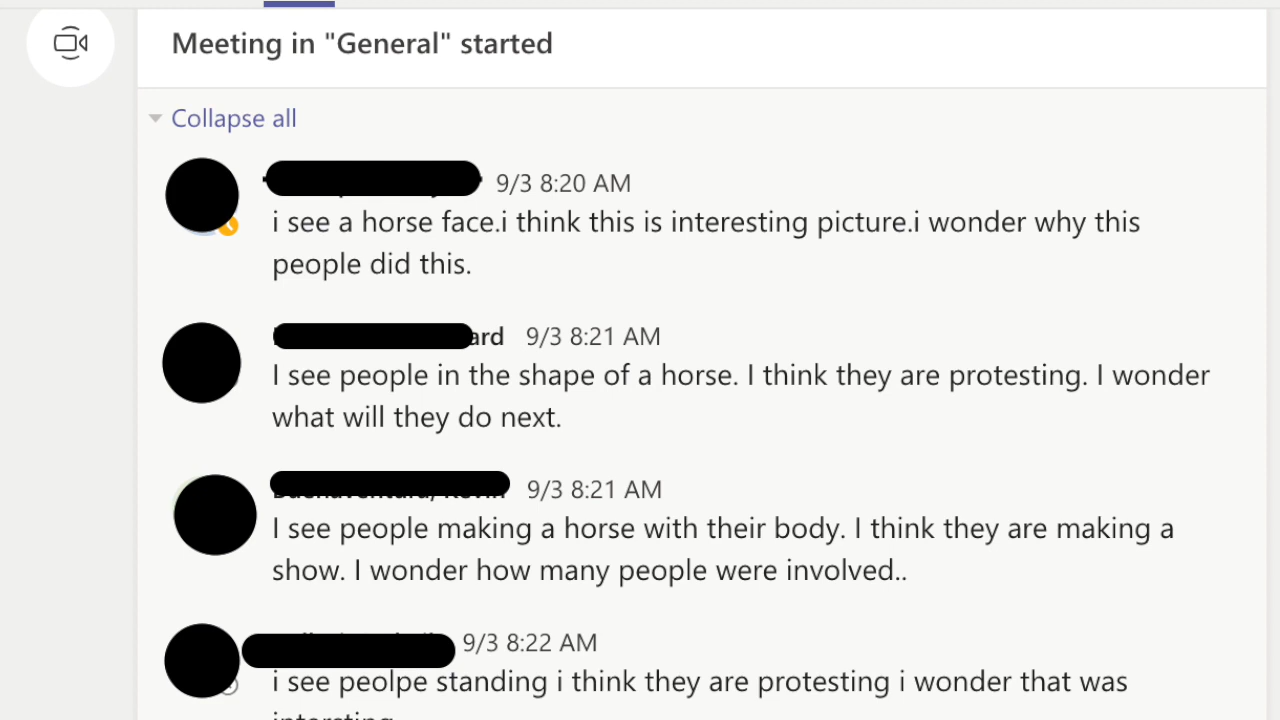 Meeting in "General" started
Collapse all
9/3 8:20 AM
i see a horse face.i think this is interesting picture.i wonder why this
people did this.
ard 9/3 8:21 AM
I see people in the shape of a horse. I think they are protesting. I wonder
what will they do next.
9/3 8:21 AM
I see people making a horse with their body. I think they are making a
show. I wonder how many people were involved..
9/3 8:22 AM
i see peolpe standing i think they are protesting i wonder that was